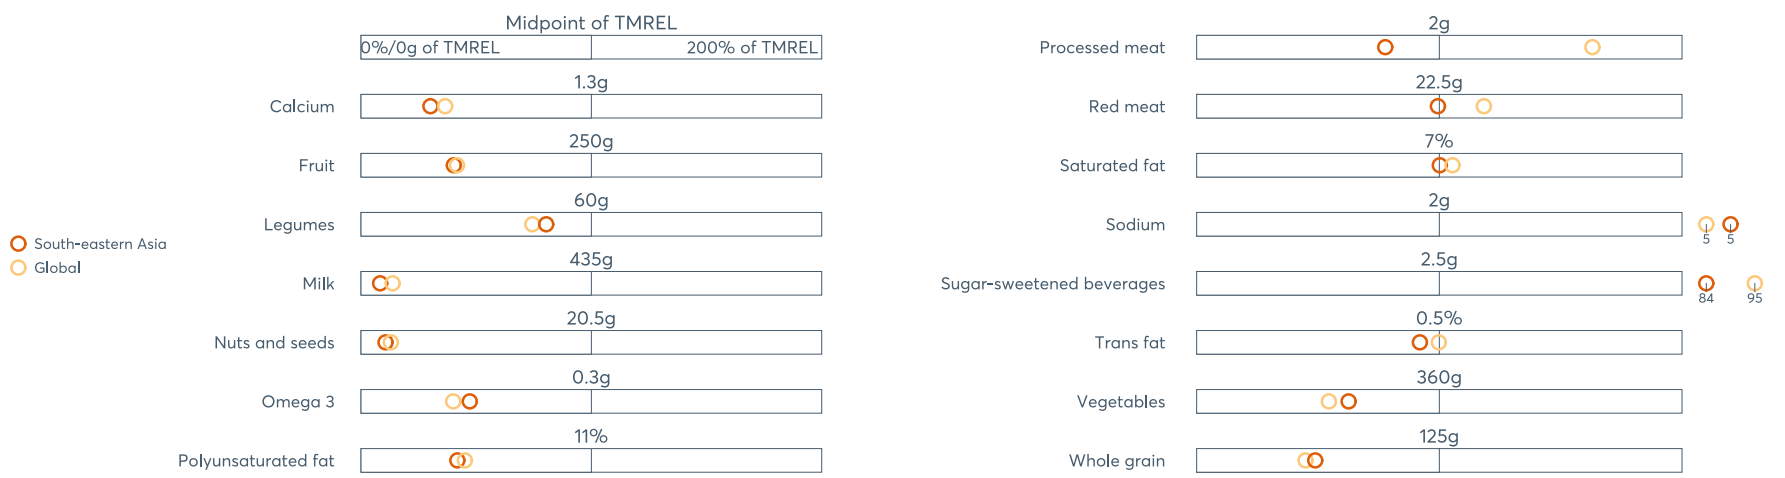 Midpoint of TMREL
0%/0g of TMREL 200% of TMREL
1.3g
Calcium
250g
Fruit
60g
Legumes
435g
Milk
20.5g
Nuts and seeds
0.3g
Omega 3
11%
Polyunsaturated fat
South-eastern Asia
Global
2g
Processed meat
22.5g
Red meat
7%
Saturated fat
2g
Sodium
5 5
2.5g
Sugar-sweetened beverages
84 95
0.5%
Trans fat
360g
Vegetables
125g
Whole grain